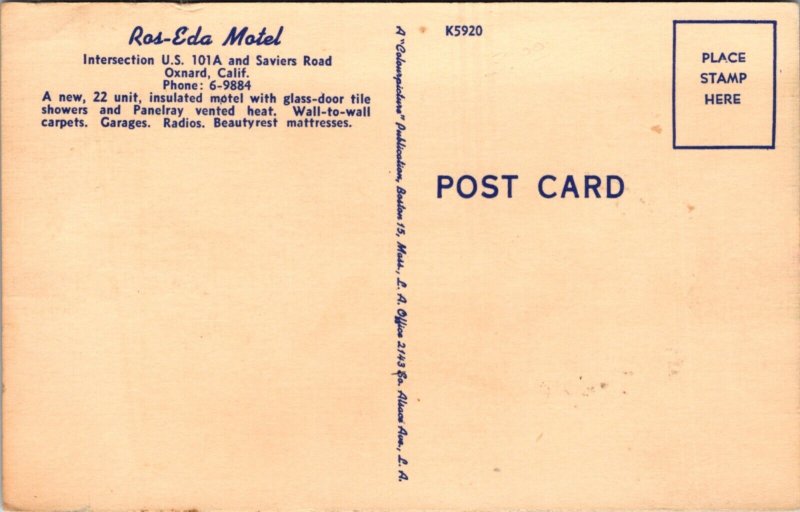 Ros-Eda Motel
Intersection U.S. 101A and Saviers Road
Oxnard, Calif.
Phone: 6-9884
A new, 22 unit, insulated motel with glass-door tile
showers and Panelray vented heat. Wall-to-wall
carpets. Garages. Radios. Beautyrest mattresses.
A "Colourpicture" Publication, Boston 15, Mass., L. A. Office 2143 So. Alsace Ave., L. A.
K5920
PLACE
STAMP
HERE
POST CARD